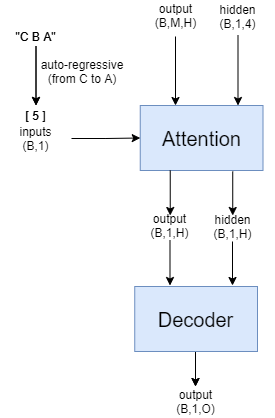 "C B A"
auto-regressive
(from C to A)
[ 5 ]
inputs
(B,1)
output
(B,M,H)
hidden
(B,1,4)
Attention
output
(B,1,H)
hidden
(B,1,H)
Decoder
output
(B,1,O)